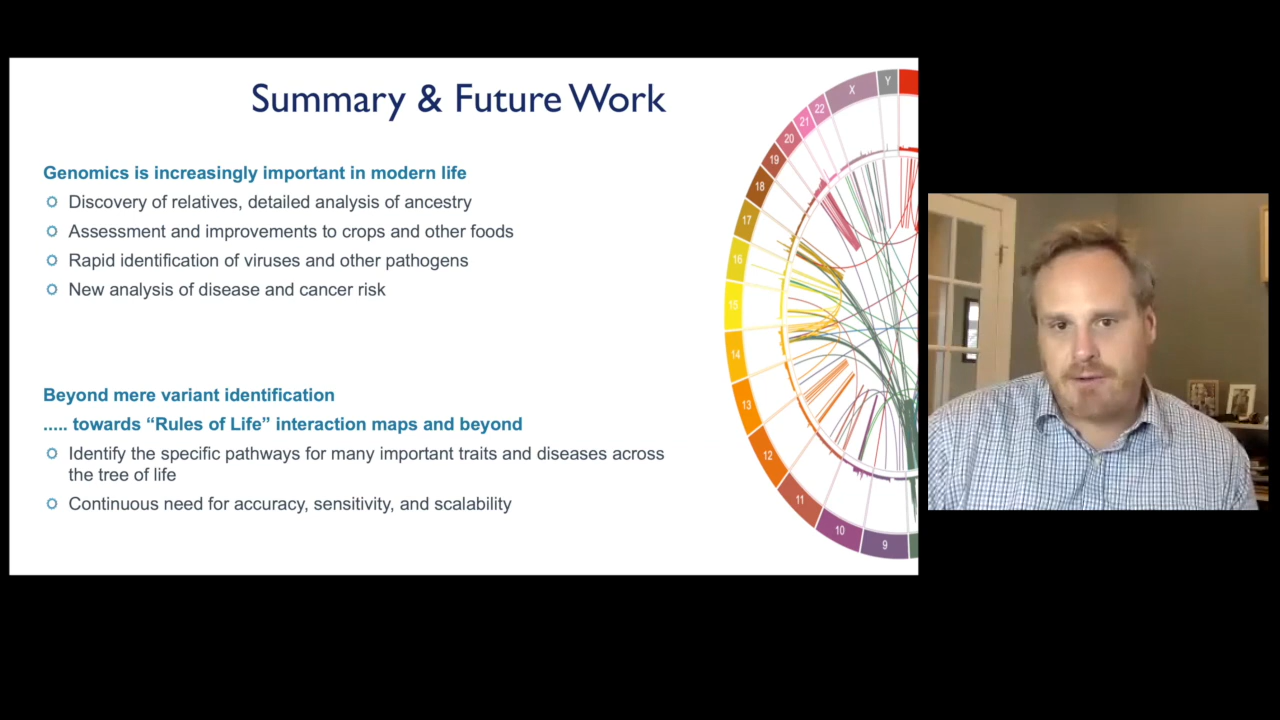 Summary & Future Work
Genomics is increasingly important in modern life
Discovery of relatives, detailed analysis of ancestry
Assessment and improvements to crops and other foods
Rapid identification of viruses and other pathogens
New analysis of disease and cancer risk
Beyond mere variant identification
..... towards “Rules of Life” interaction maps and beyond
Identify the specific pathways for many important traits and diseases across
the tree of life
Continuous need for accuracy, sensitivity, and scalability
Y
X
22
21
20
19
18
17
16
15
14
13
12
11
10
9